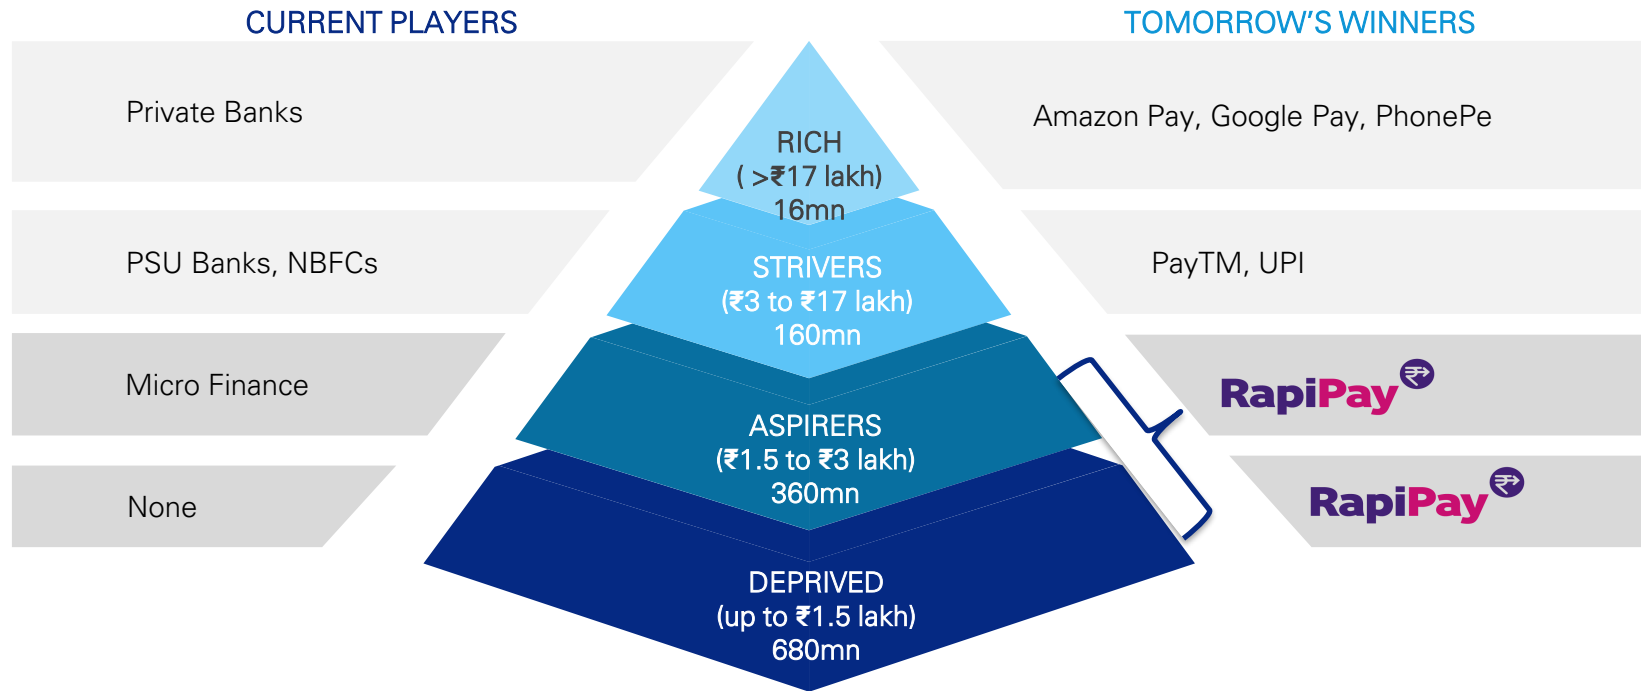 CURRENT PLAYERS
TOMORROW'S WINNERS
Private Banks
RICH
( >₹17 lakh)
16mn
Amazon Pay, Google Pay, PhonePe
PSU Banks, NBFCs
STRIVERS
(₹3 to ₹17 lakh)
160mn
PayTM, UPI
Micro Finance
ASPIRERS
(₹1.5 to ₹3 lakh)
360mn
RapiPay
None
DEPRIVED
(up to ₹1.5 lakh)
680mn
RapiPay